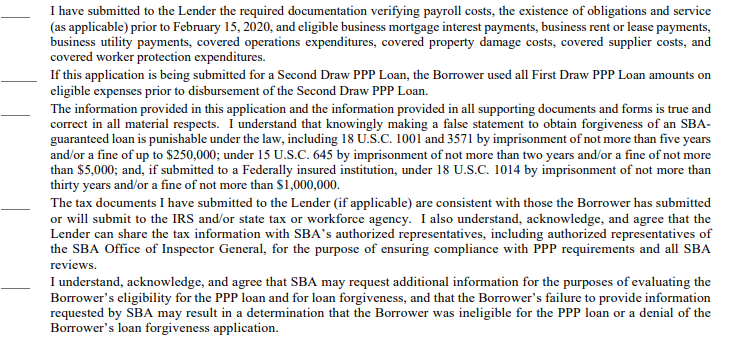 I have submitted to the Lender the required documentation verifying payroll costs, the existence of obligations and service
(as applicable) prior to February 15, 2020, and eligible business mortgage interest payments, business rent or lease payments,
business utility payments, covered operations expenditures, covered property damage costs, covered supplier costs, and
covered worker protection expenditures.
If this application is being submitted for a Second Draw PPP Loan, the Borrower used all First Draw PPP Loan amounts on
eligible expenses prior to disbursement of the Second Draw PPP Loan.
The information provided in this application and the information provided in all supporting documents and forms is true and
correct in all material respects. I understand that knowingly making a false statement to obtain forgiveness of an SBA-
guaranteed loan is punishable under the law, including 18 U.S.C. 1001 and 3571 by imprisonment of not more than five years
and/or a fine of up to $250,000; under 15 U.S.C. 645 by imprisonment of not more than two years and/or a fine of not more
than $5,000; and, if submitted to a Federally insured institution, under 18 U.S.C. 1014 by imprisonment of not more than
thirty years and/or a fine of not more than $1,000,000.
The tax documents I have submitted to the Lender (if applicable) are consistent with those the Borrower has submitted
or will submit to the IRS and/or state tax or workforce agency. I also understand, acknowledge, and agree that the
Lender can share the tax information with SBA's authorized representatives, including authorized representatives of
the SBA Office of Inspector General, for the purpose of ensuring compliance with PPP requirements and all SBA
reviews.
I understand, acknowledge, and agree that SBA may request additional information for the purposes of evaluating the
Borrower's eligibility for the PPP loan and for loan forgiveness, and that the Borrower's failure to provide information
requested by SBA may result in a determination that the Borrower was ineligible for the PPP loan or a denial of the
Borrower's loan forgiveness application.